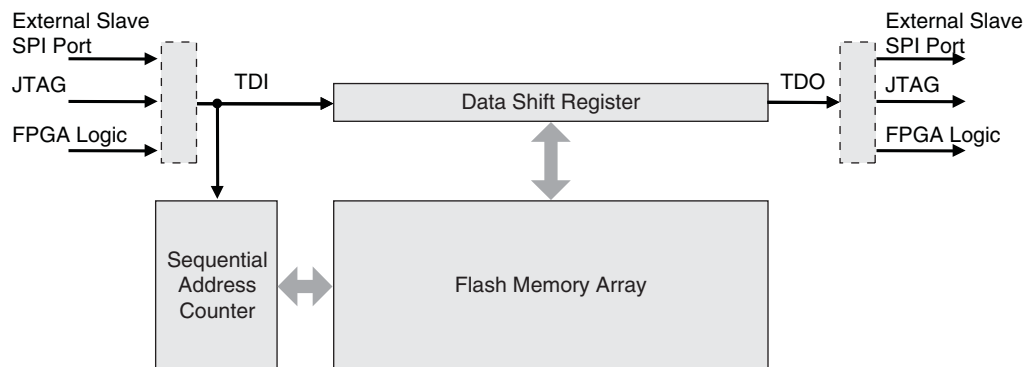 External Slave
SPI Port
JTAG
FPGA Logic
TDI
Data Shift Register
TDO
External Slave
SPI Port
JTAG
FPGA Logic
Sequential
Address
Counter
Flash Memory Array